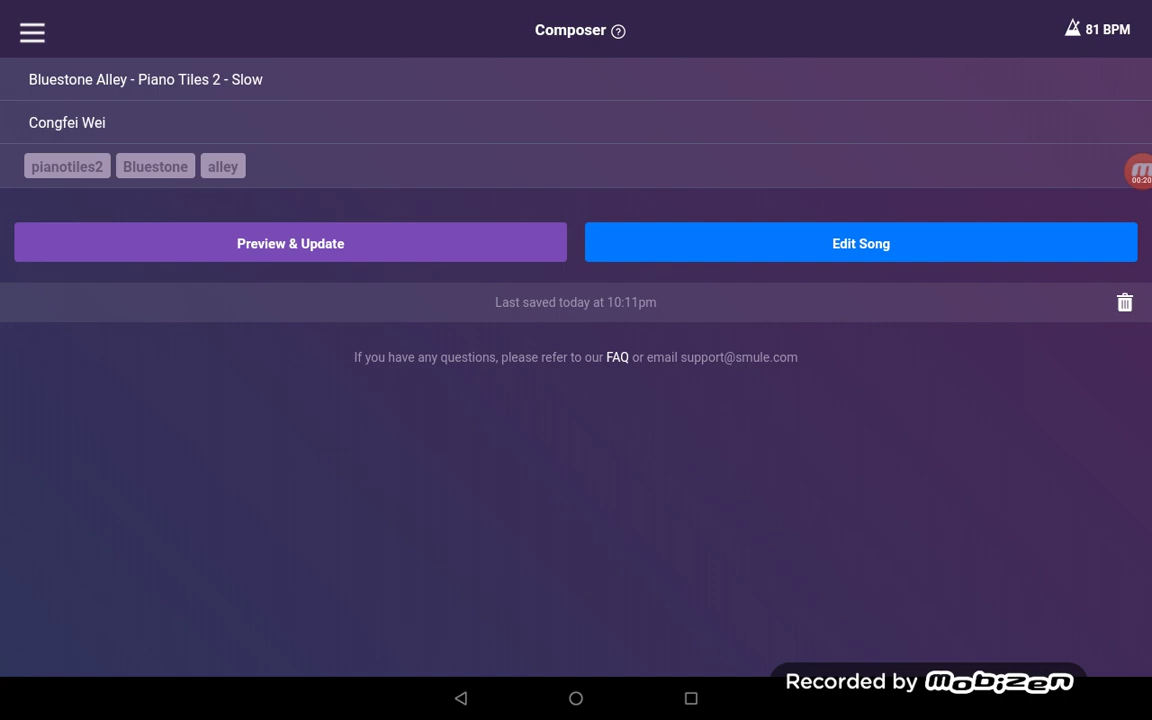 Composer ?
81 BPM
Bluestone Alley - Piano Tiles 2 - Slow
Congfei Wei
pianotiles2 Bluestone alley
00:20
Preview & Update
Edit Song
Last saved today at 10:11pm
If you have any questions, please refer to our FAQ or email support@smule.com
Recorded by mobizen